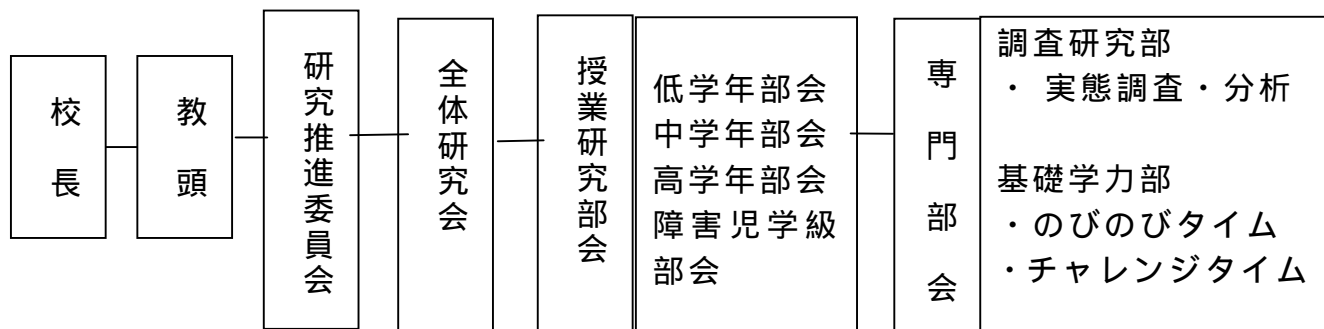 校長
教頭
研究推進委員会
全体研究会
授業研究部会
低学年部会
中学年部会
高学年部会
障害児学級
部会
専門部会
調査研究部
・ 実態調査・分析
基礎学力部
・のびのびタイム
・チャレンジタイム